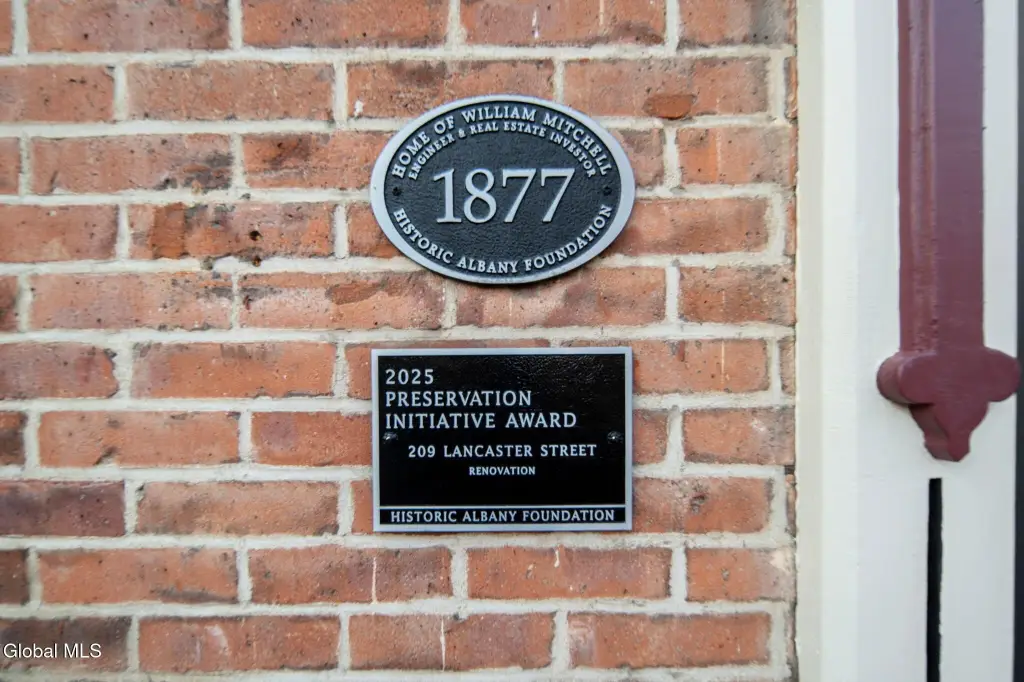 HOME OF WILLIAM MITCHELL
ENGINEER & REAL ESTATE INVESTOR
1877
HISTORIC ALBANY FOUNDATION
2025
PRESERVATION
INITIATIVE AWARD
209 LANCASTER STREET
RENOVATION
HISTORIC ALBANY FOUNDATION
Global MLS